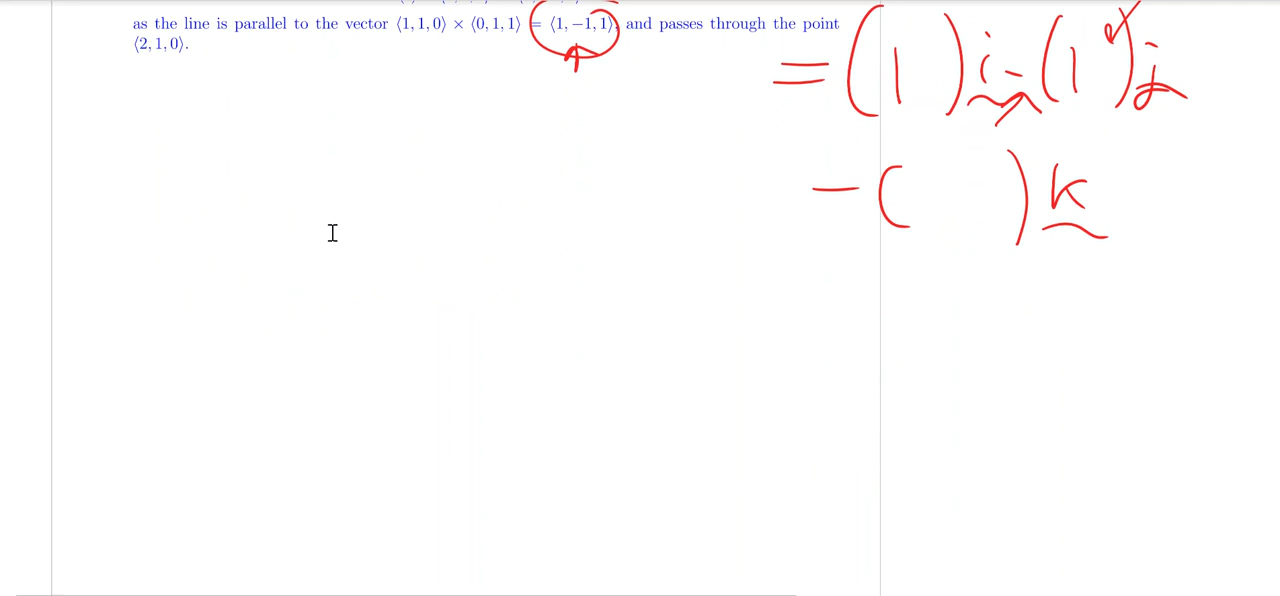 as the line is parallel to the vector ⟨1, 1, 0⟩ × ⟨0, 1, 1⟩ = ⟨1, −1, 1⟩, and passes through the point
⟨2, 1, 0⟩.
= (1) i - (1) j
- ( ) k